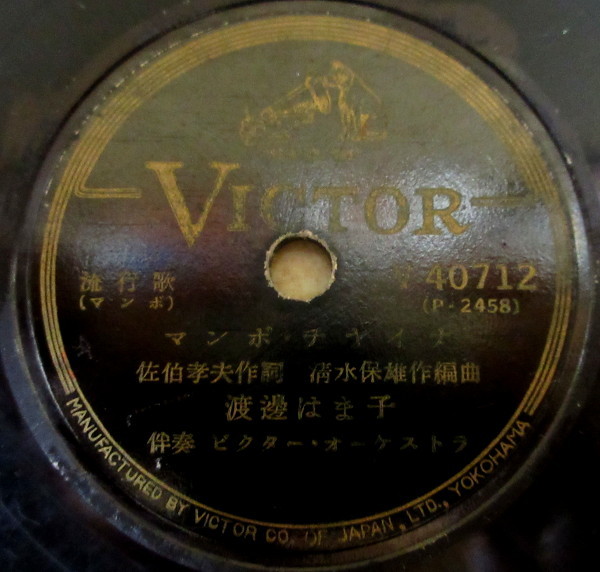 VICTOR
流行歌
(マンボ)
40712
(P-2458)
マンボ・チャイナ
佐伯孝夫作詞 清水保雄作編曲
渡邊はま子
伴奏 ビクター・オーケストラ
MANUFACTURED BY VICTOR CO. OF JAPAN, LTD., YOKOHAMA